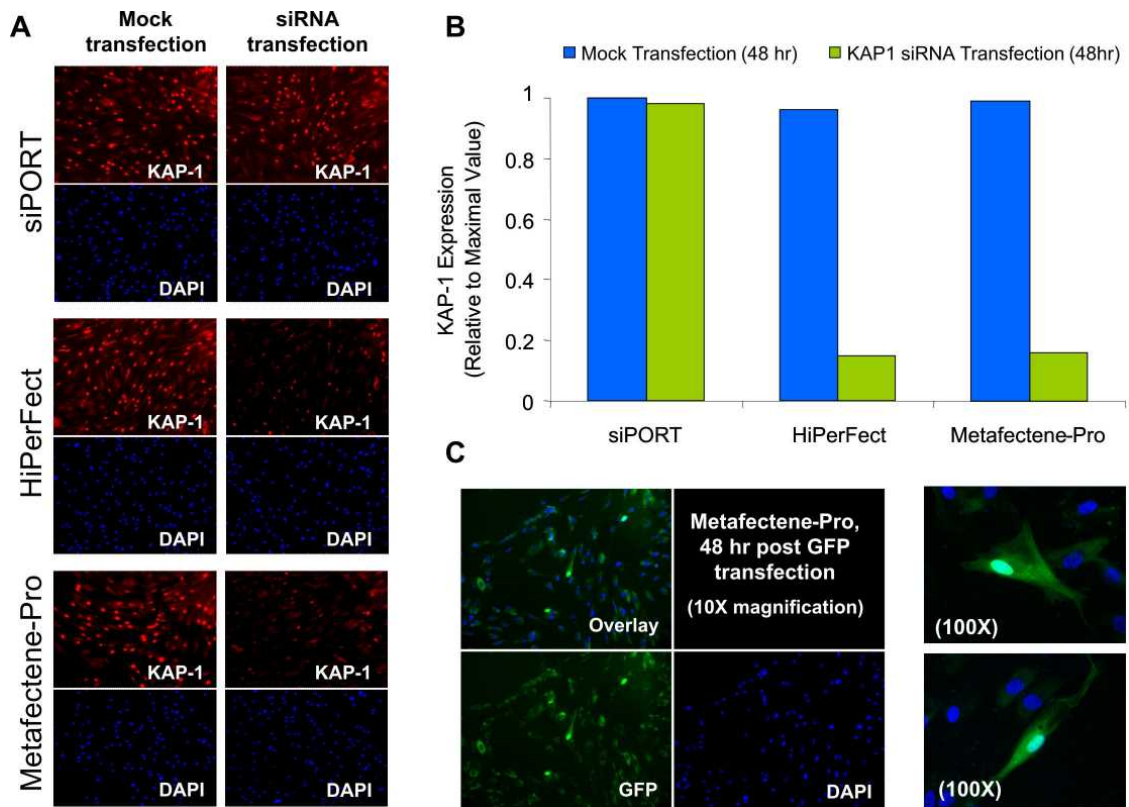 A
Mock
transfection
siRNA
transfection
siPORT
KAP-1
KAP-1
DAPI
DAPI
HiPerFect
KAP-1
KAP-1
DAPI
DAPI
Metafectene-Pro
KAP-1
KAP-1
DAPI
DAPI
B
Mock Transfection (48 hr)
KAP1 siRNA Transfection (48hr)
KAP-1 Expression
(Relative to Maximal Value)
1
0.8
0.6
0.4
0.2
0
siPORT
HiPerFect
Metafectene-Pro
C
Overlay
Metafectene-Pro,
48 hr post GFP
transfection
(10X magnification)
GFP
DAPI
(100X)
(100X)